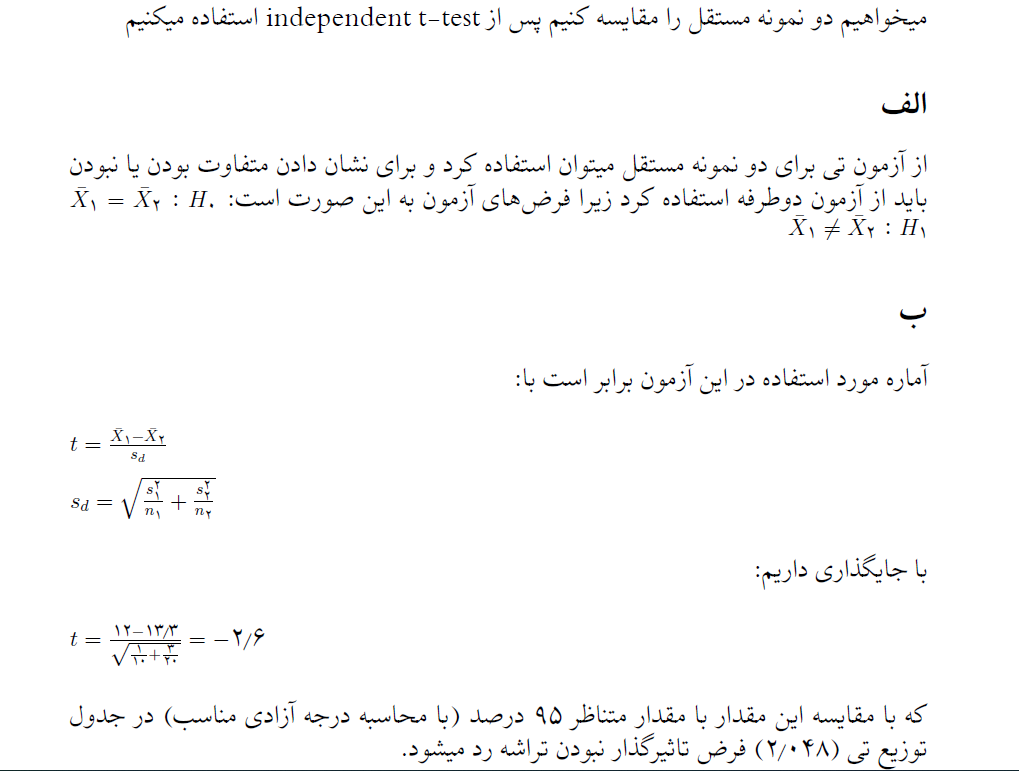 میخواهیم دو نمونه مستقل را مقایسه کنیم پس از independent t-test استفاده میکنیم
الف
از آزمون تی برای دو نمونه مستقل میتوان استفاده کرد و برای نشان دادن متفاوت بودن یا نبودن
باید از آزمون دوطرفه استفاده کرد زیرا فرض‌های آزمون به این صورت است: X̄۱ = X̄۲ : H۰
X̄۱ ≠ X̄۲ : H۱
ب
آماره مورد استفاده در این آزمون برابر است با:
t = (X̄۱−X̄۲)/s_d
s_d = √(s۱^۲/n۱ + s۲^۲/n۲)
با جایگذاری داریم:
t = (۱۲−۱۳/۳)/√(۱/۱۰+۳/۲۰) = −۲/۶
که با مقایسه این مقدار با مقدار متناظر ۹۵ درصد (با محاسبه درجه آزادی مناسب) در جدول
توزیع تی (۲/۰۴۸) فرض تاثیرگذار نبودن تراشه رد میشود.